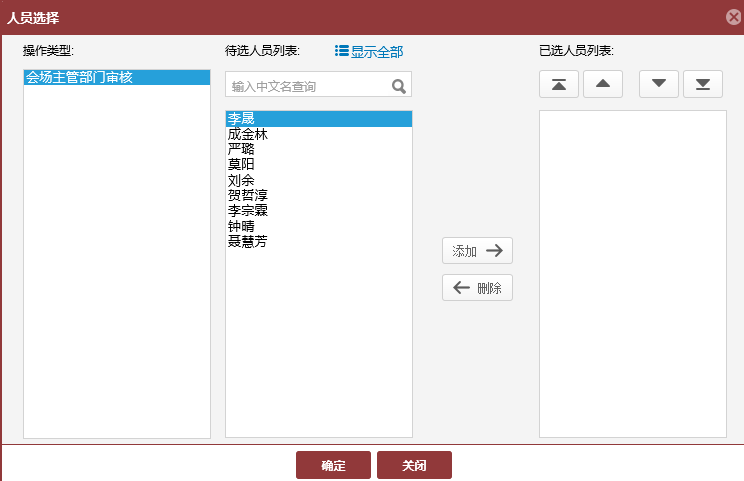 人员选择
操作类型:
待选人员列表:
显示全部
已选人员列表:
会场主管部门审核
输入中文名查询
李晟
成金林
严璐
莫阳
刘余
贺哲淳
李宗霖
钟晴
聂慧芳
添加
删除
确定
关闭